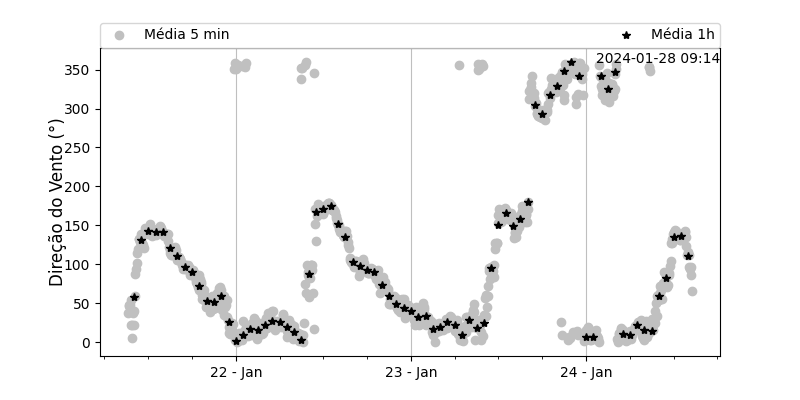 Média 5 min
Média 1h
2024-01-28 09:14
Direção do Vento (°)
350
300
250
200
150
100
50
0
22 - Jan
23 - Jan
24 - Jan